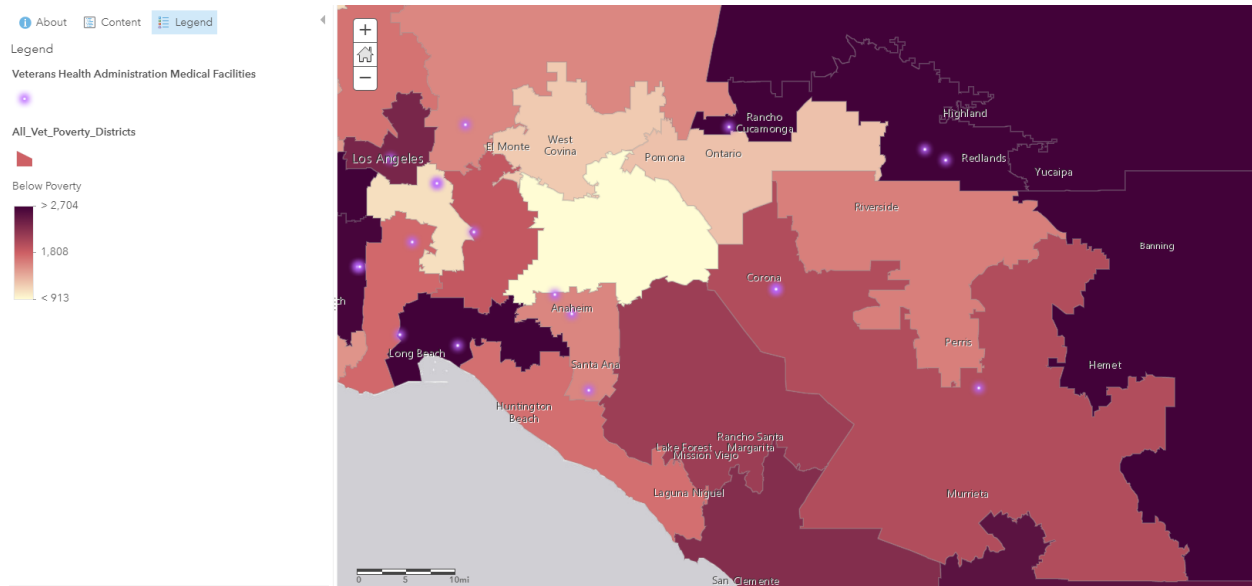 About
Content
Legend
Legend
Veterans Health Administration Medical Facilities
All_Vet_Poverty_Districts
Below Poverty
> 2,704
1,808
< 913
+
−
Rancho
Cucamonga
Highland
El Monte
West
Covina
Pomona
Ontario
Los Angeles
Redlands
Yucaipa
Riverside
Banning
Corona
ch
Anaheim
Perris
Long Beach
Santa Ana
Hemet
Huntington
Beach
Rancho Santa
Margarita
Lake Forest
Mission Viejo
Laguna Niguel
Murrieta
San Clemente
0 5 10mi